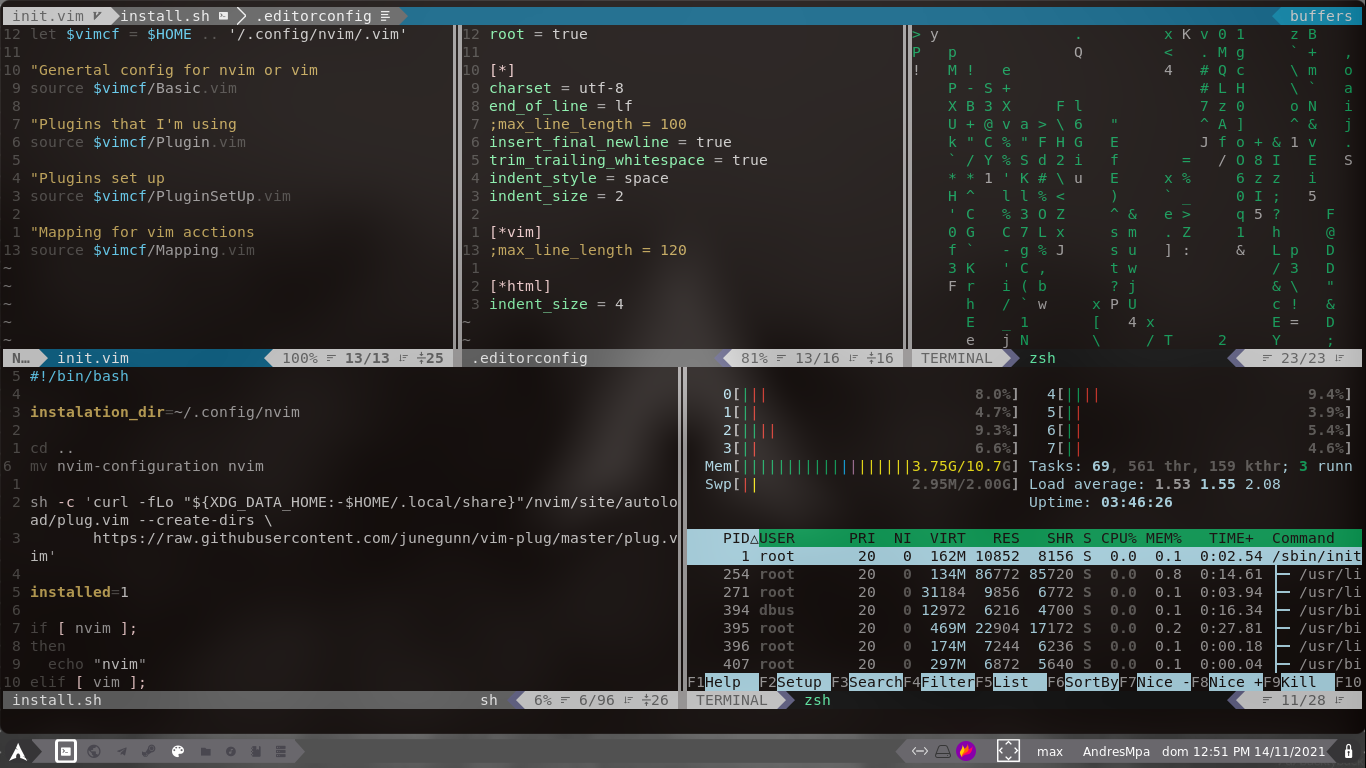 init.vim install.sh .editorconfig buffers
12 let $vimcf = $HOME .. '/.config/nvim/.vim'
11
10 "Genertal config for nvim or vim
9 source $vimcf/Basic.vim
8
7 "Plugins that I'm using
6 source $vimcf/Plugin.vim
5
4 "Plugins set up
3 source $vimcf/PluginSetUp.vim
2
1 "Mapping for vim acctions
13 source $vimcf/Mapping.vim
~
~
~
~
~
N… init.vim 100% 13/13 ÷25
12 root = true
11
10 [*]
9 charset = utf-8
8 end_of_line = lf
7 ;max_line_length = 100
6 insert_final_newline = true
5 trim_trailing_whitespace = true
4 indent_style = space
3 indent_size = 2
2
1 [*vim]
13 ;max_line_length = 120
1
2 [*html]
3 indent_size = 4
~
~
.editorconfig 81% 13/16 ÷16
TERMINAL zsh 23/23
5 #!/bin/bash
4
3 instalation_dir=~/.config/nvim
2
1 cd ..
6 mv nvim-configuration nvim
1
2 sh -c 'curl -fLo "${XDG_DATA_HOME:-$HOME/.local/share}"/nvim/site/autolo
ad/plug.vim --create-dirs \
3 https://raw.githubusercontent.com/junegunn/vim-plug/master/plug.v
im'
4
5 installed=1
6
7 if [ nvim ];
8 then
9 echo "nvim"
10 elif [ vim ];
install.sh sh 6% 6/96 ÷26
0[||| 8.0%] 4[|||| 9.4%]
1[|| 4.7%] 5[|| 3.9%]
2[|||| 9.3%] 6[|| 5.4%]
3[|| 6.6%] 7[|| 4.6%]
Mem[|||||||||||||||||||3.75G/10.7G] Tasks: 69, 561 thr, 159 kthr; 3 runn
Swp[|| 2.95M/2.00G] Load average: 1.53 1.55 2.08
Uptime: 03:46:26
PID△USER PRI NI VIRT RES SHR S CPU% MEM% TIME+ Command
1 root 20 0 162M 10852 8156 S 0.0 0.1 0:02.54 /sbin/init
254 root 20 0 134M 86772 85720 S 0.0 0.8 0:14.61 ├─ /usr/li
271 root 20 0 31184 9856 6772 S 0.0 0.1 0:03.94 ├─ /usr/li
394 dbus 20 0 12972 6216 4700 S 0.0 0.1 0:16.34 ├─ /usr/bi
395 root 20 0 469M 22904 17172 S 0.0 0.2 0:27.81 ├─ /usr/bi
396 root 20 0 174M 7244 6236 S 0.0 0.1 0:00.18 ├─ /usr/li
407 root 20 0 297M 6872 5640 S 0.0 0.1 0:00.04 ├─ /usr/bi
F1Help F2Setup F3SearchF4FilterF5List F6SortByF7Nice -F8Nice +F9Kill F10
TERMINAL zsh 11/28
max AndresMpa dom 12:51 PM 14/11/2021